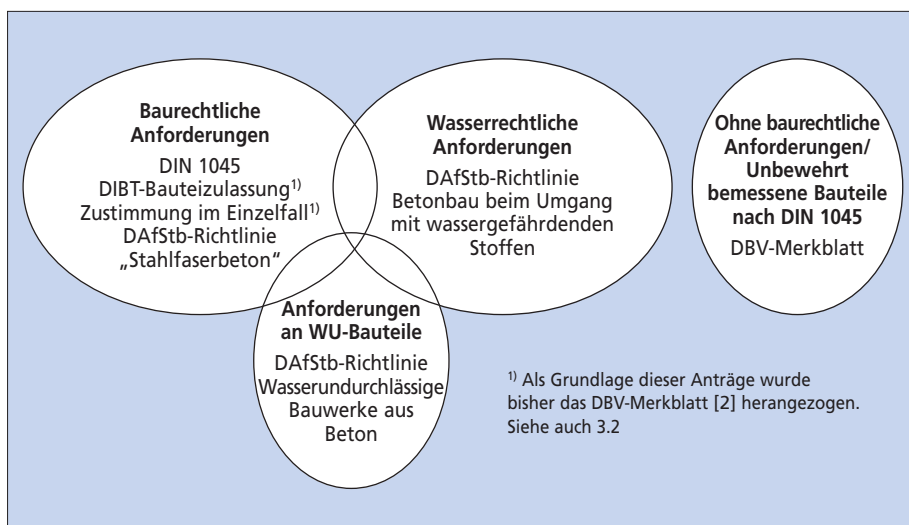 Baurechtliche
Anforderungen
DIN 1045
DIBT-Bauteizulassung¹⁾
Zustimmung im Einzelfall¹⁾
DAfStb-Richtlinie
„Stahlfaserbeton“
Wasserrechtliche
Anforderungen
DAfStb-Richtlinie
Betonbau beim Umgang
mit wassergefährdenden
Stoffen
Ohne baurechtliche
Anforderungen/
Unbewehrt
bemessene Bauteile
nach DIN 1045
DBV-Merkblatt
Anforderungen
an WU-Bauteile
DAfStb-Richtlinie
Wasserundurchlässige
Bauwerke aus
Beton
¹⁾ Als Grundlage dieser Anträge wurde
bisher das DBV-Merkblatt [2] herangezogen.
Siehe auch 3.2